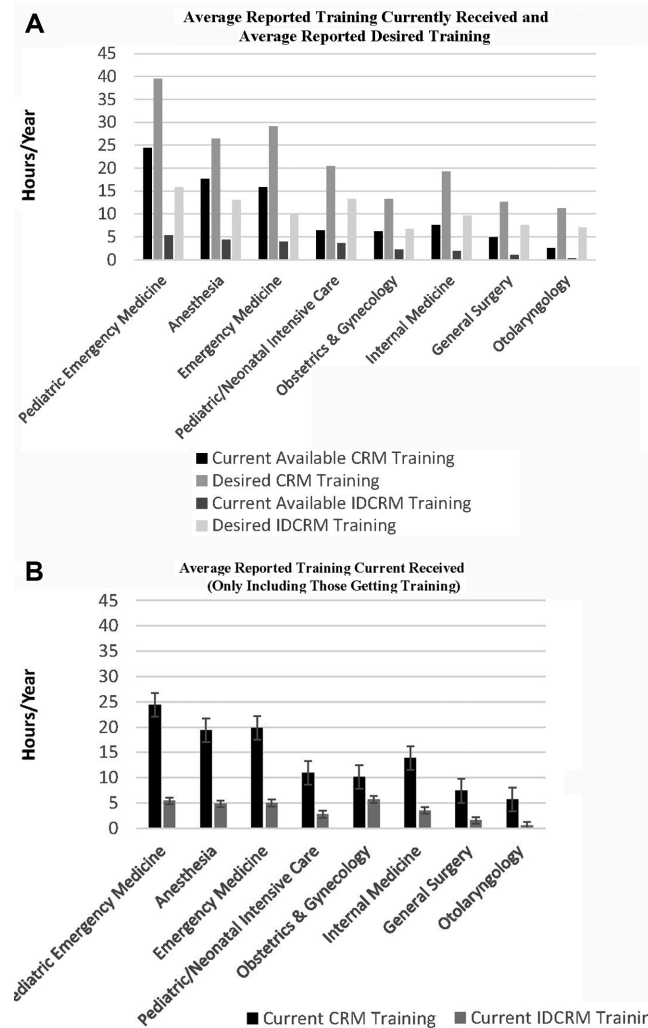 A
Average Reported Training Currently Received and
Average Reported Desired Training
Hours/Year
45
40
35
30
25
20
15
10
5
0
Pediatric Emergency Medicine
Anesthesia
Emergency Medicine
Pediatric/Neonatal Intensive Care
Obstetrics & Gynecology
Internal Medicine
General Surgery
Otolaryngology
Current Available CRM Training
Desired CRM Training
Current Available IDCRM Training
Desired IDCRM Training
B
Average Reported Training Current Received
(Only Including Those Getting Training)
Hours/Year
45
40
35
30
25
20
15
10
5
0
ediatric Emergency Medicine
Anesthesia
Emergency Medicine
Pediatric/Neonatal Intensive Care
Obstetrics & Gynecology
Internal Medicine
General Surgery
Otolaryngology
Current CRM Training
Current IDCRM Trainin